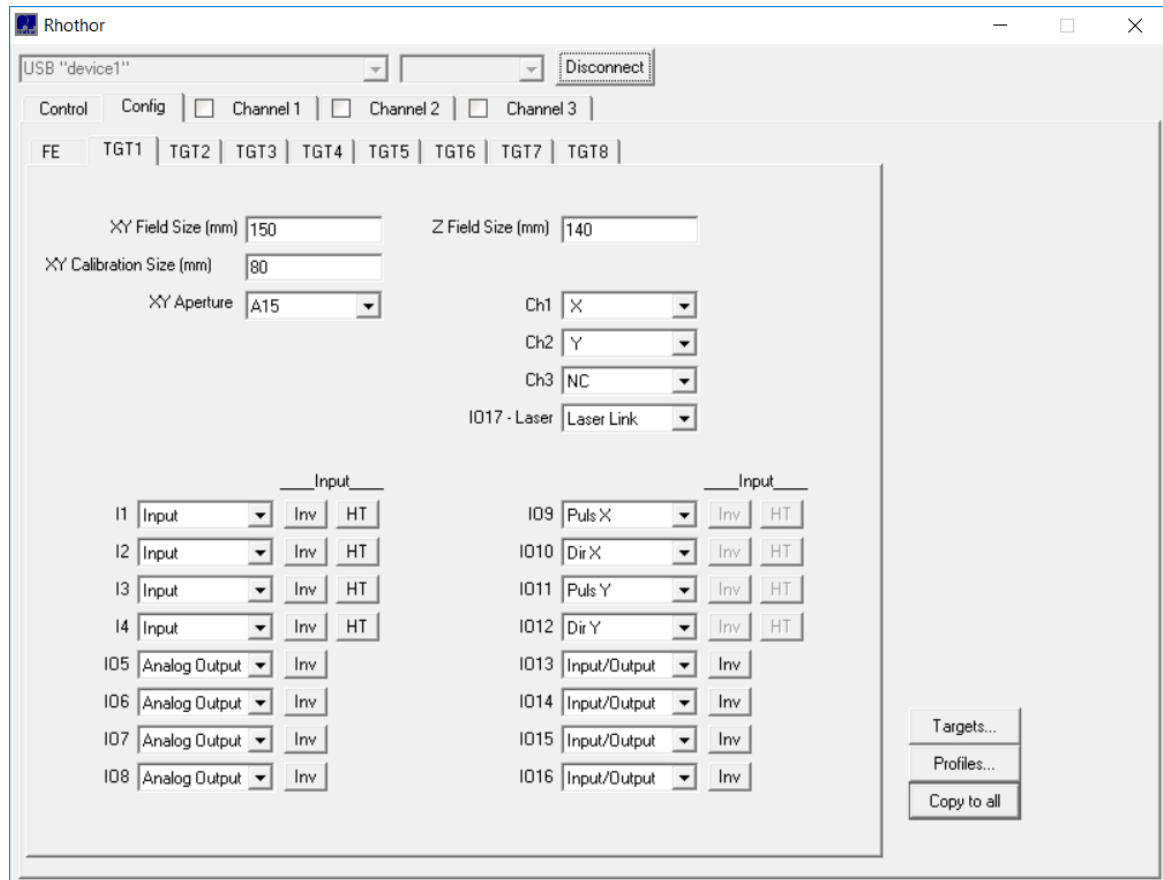 Rhothor
USB "device1" Disconnect
Control Config Channel 1 Channel 2 Channel 3
FE TGT1 TGT2 TGT3 TGT4 TGT5 TGT6 TGT7 TGT8
XY Field Size (mm) 150 Z Field Size (mm) 140
XY Calibration Size (mm) 80
XY Aperture A15 Ch1 X
Ch2 Y
Ch3 NC
IO17 - Laser Laser Link
____Input____ ____Input____
I1 Input Inv HT IO9 Puls X Inv HT
I2 Input Inv HT IO10 Dir X Inv HT
I3 Input Inv HT IO11 Puls Y Inv HT
I4 Input Inv HT IO12 Dir Y Inv HT
IO5 Analog Output Inv IO13 Input/Output Inv
IO6 Analog Output Inv IO14 Input/Output Inv
IO7 Analog Output Inv IO15 Input/Output Inv
IO8 Analog Output Inv IO16 Input/Output Inv
Targets...
Profiles...
Copy to all